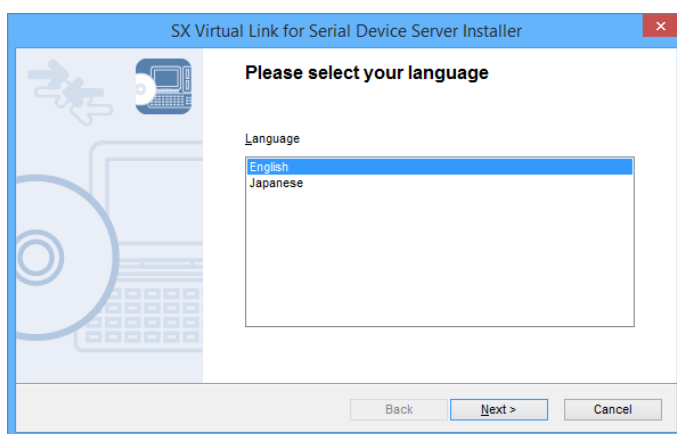 SX Virtual Link for Serial Device Server Installer
Please select your language
Language
English
Japanese
Back
Next >
Cancel